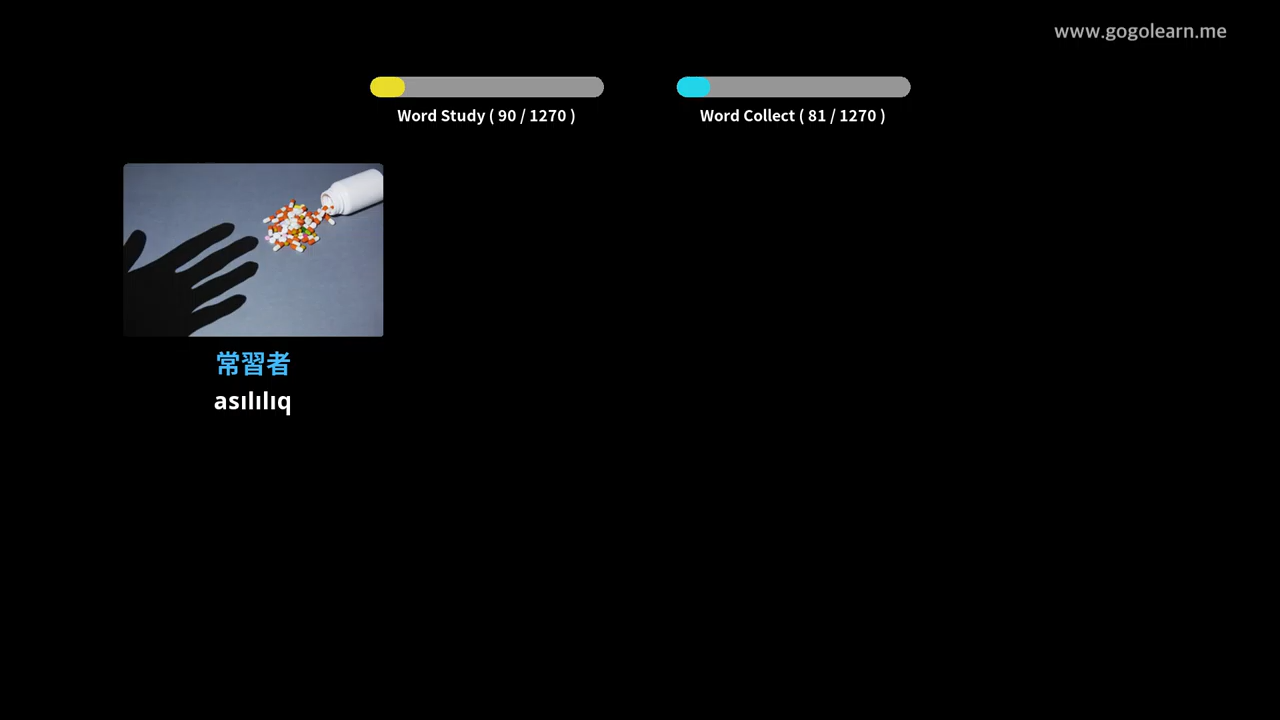 www.gogolearn.me
Word Study ( 90 / 1270 )
Word Collect ( 81 / 1270 )
常習者
asılılıq